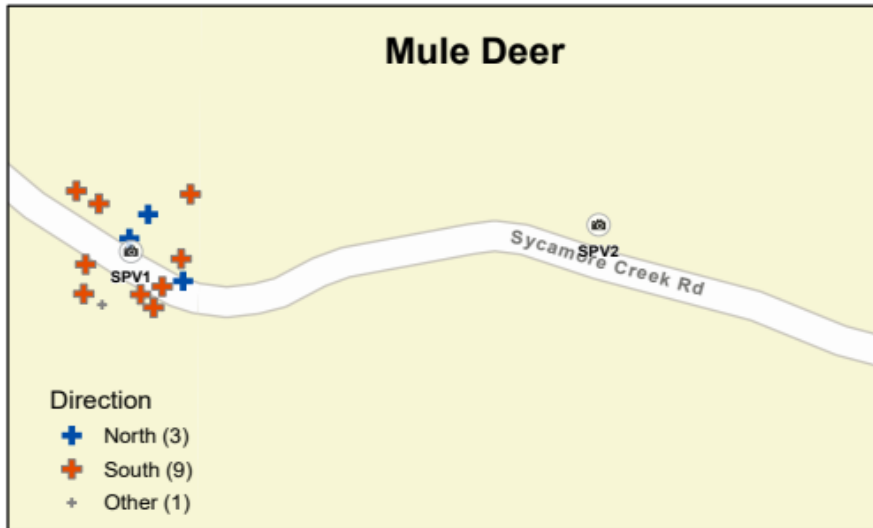 Mule Deer
Sycamore Creek Rd
SPV2
SPV1
Direction
North (3)
South (9)
Other (1)